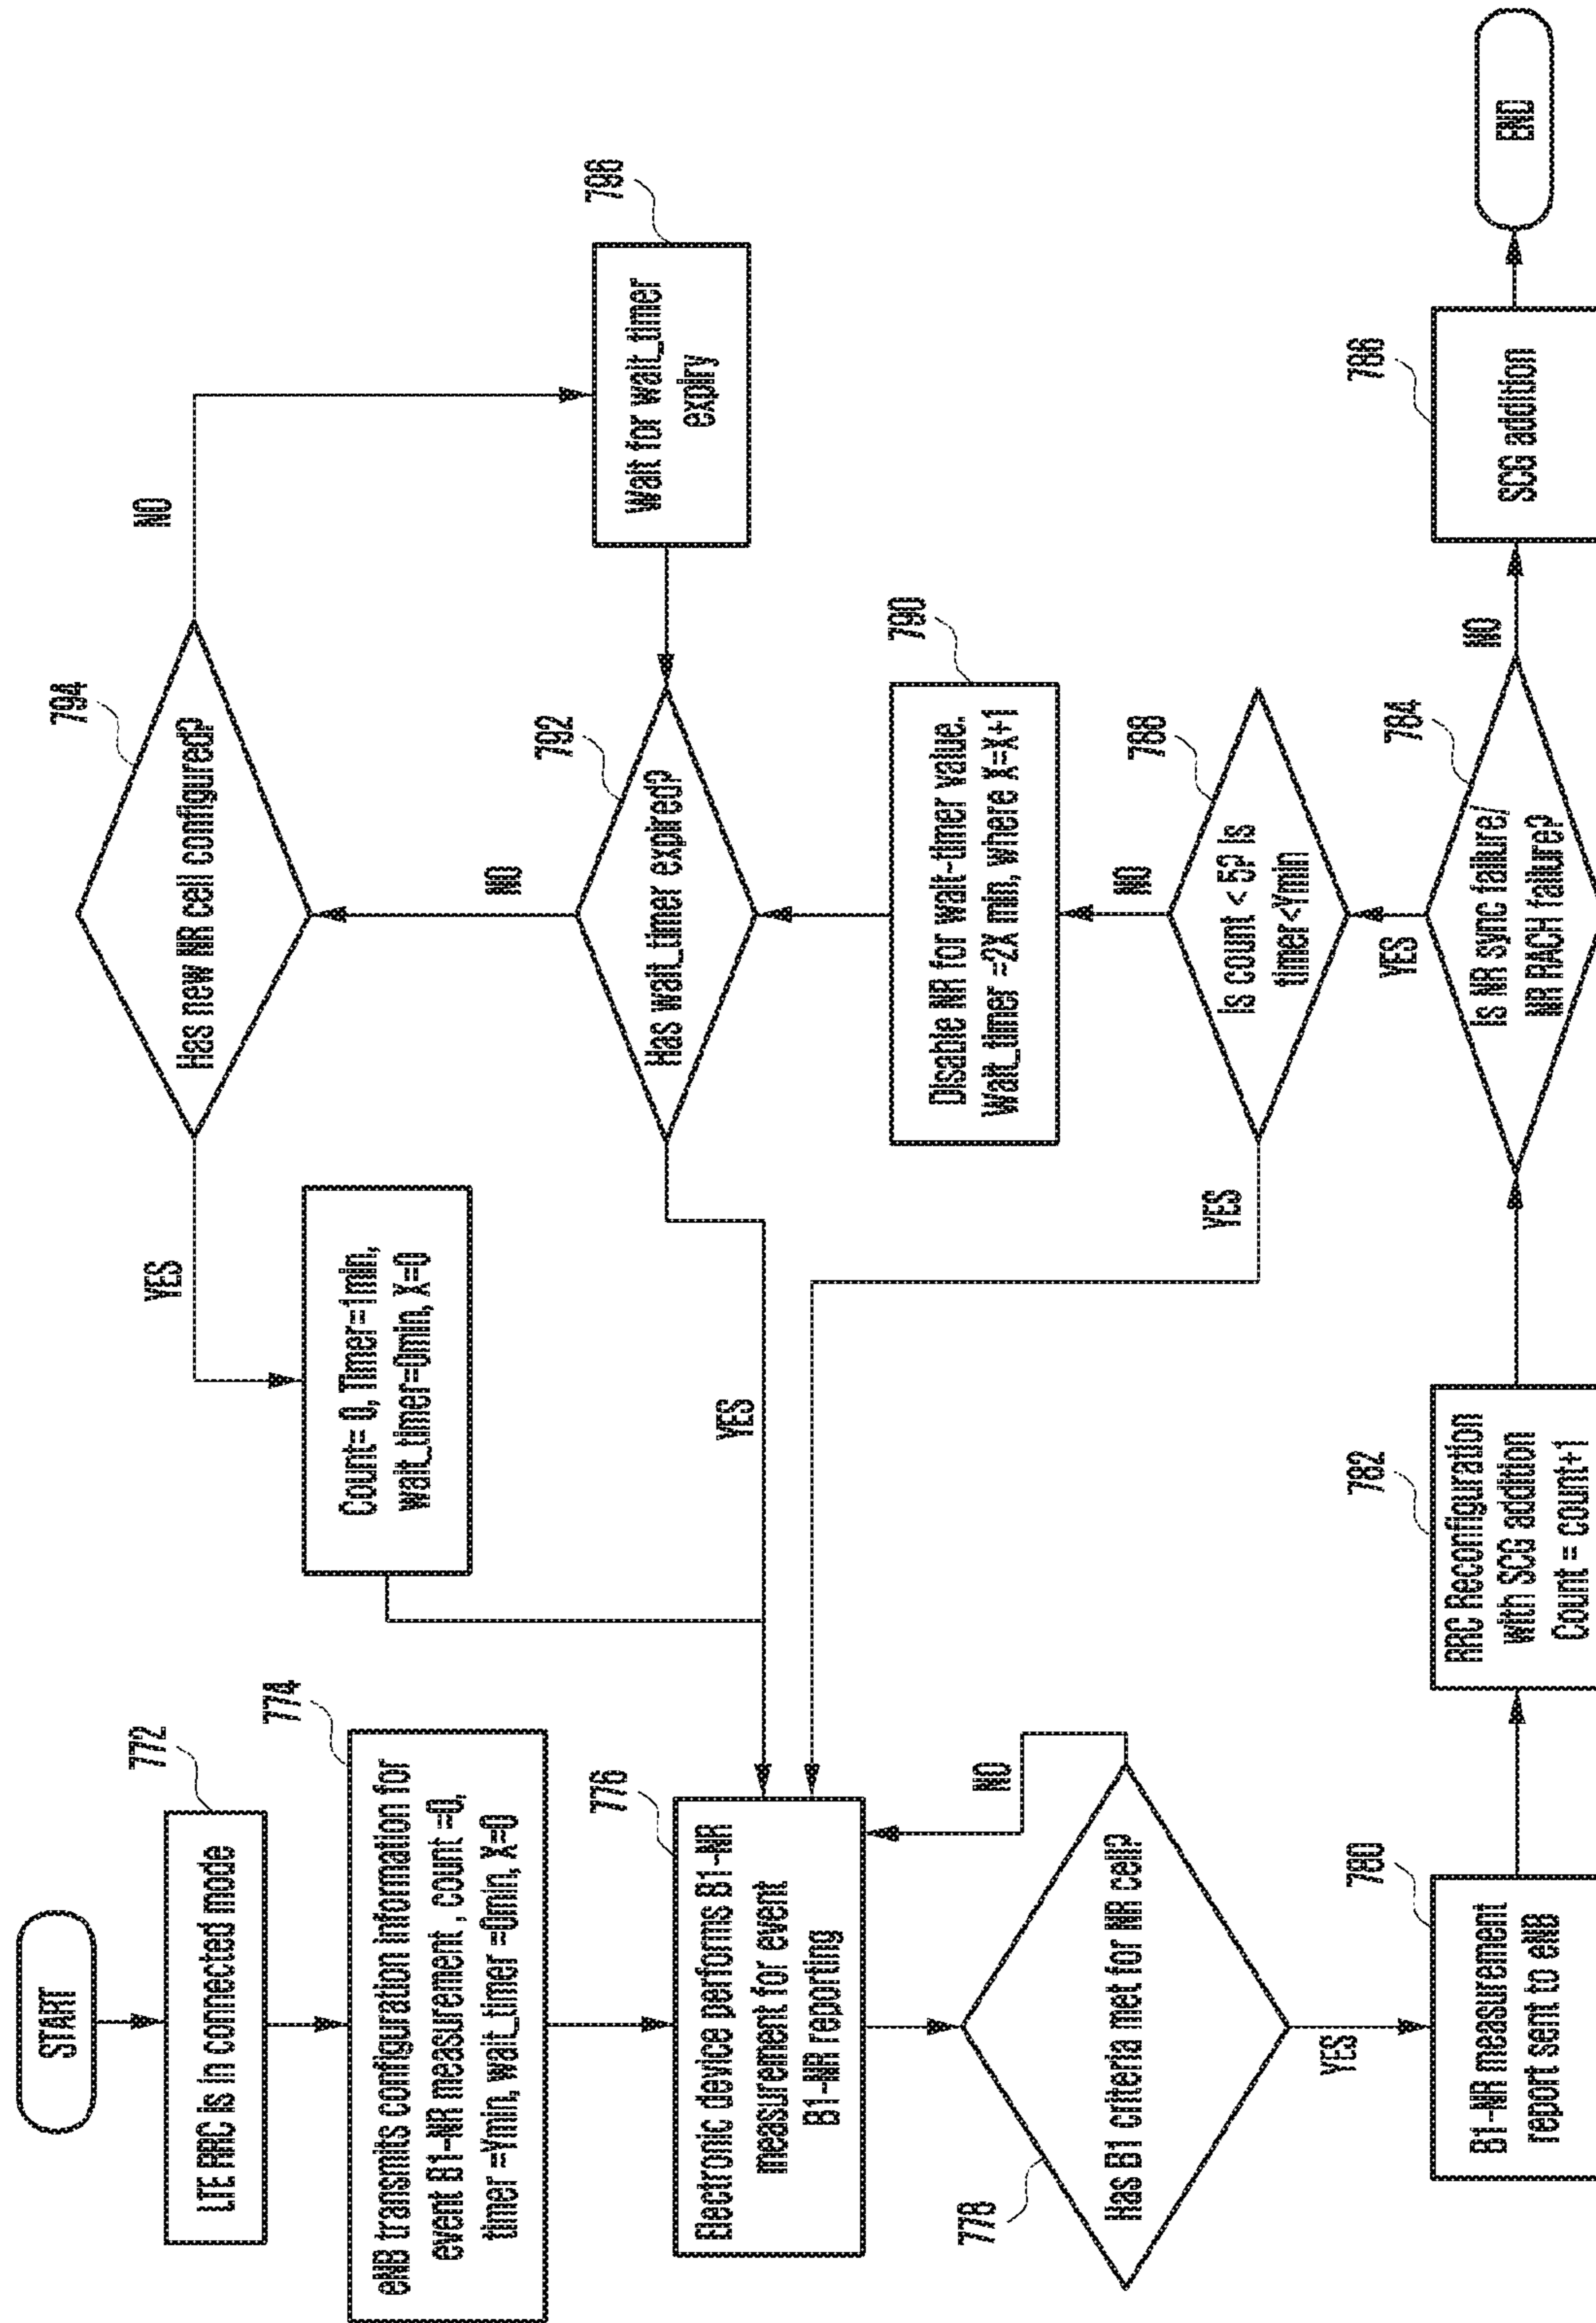 START
LTE RRC is in connected mode
772
eNB transmits configuration information for
event B1-NR measurement , count =0,
timer =Ymin, wait_timer =0min, X=0
774
Electronic device performs B1-NR
measurement for event
B1-NR reporting
776
Has B1 criteria met for NR cell?
778
NO
YES
B1-NR measurement
report sent to eNB
780
RRC Reconfiguration
with SCG addition
Count = count+1
782
Is NR sync failure/
NR RACH failure?
784
NO
YES
SCG addition
786
END
Is count < 5? Is
timer<Ymin
788
YES
NO
Disable NR for wait-timer value.
Wait_timer =2X min, where X=X+1
790
Has wait_timer expired?
792
YES
NO
Has new NR cell configured?
794
YES
NO
Count= 0, Timer=1min,
wait_timer=0min, X=0
Wait for wait_timer
expiry
796